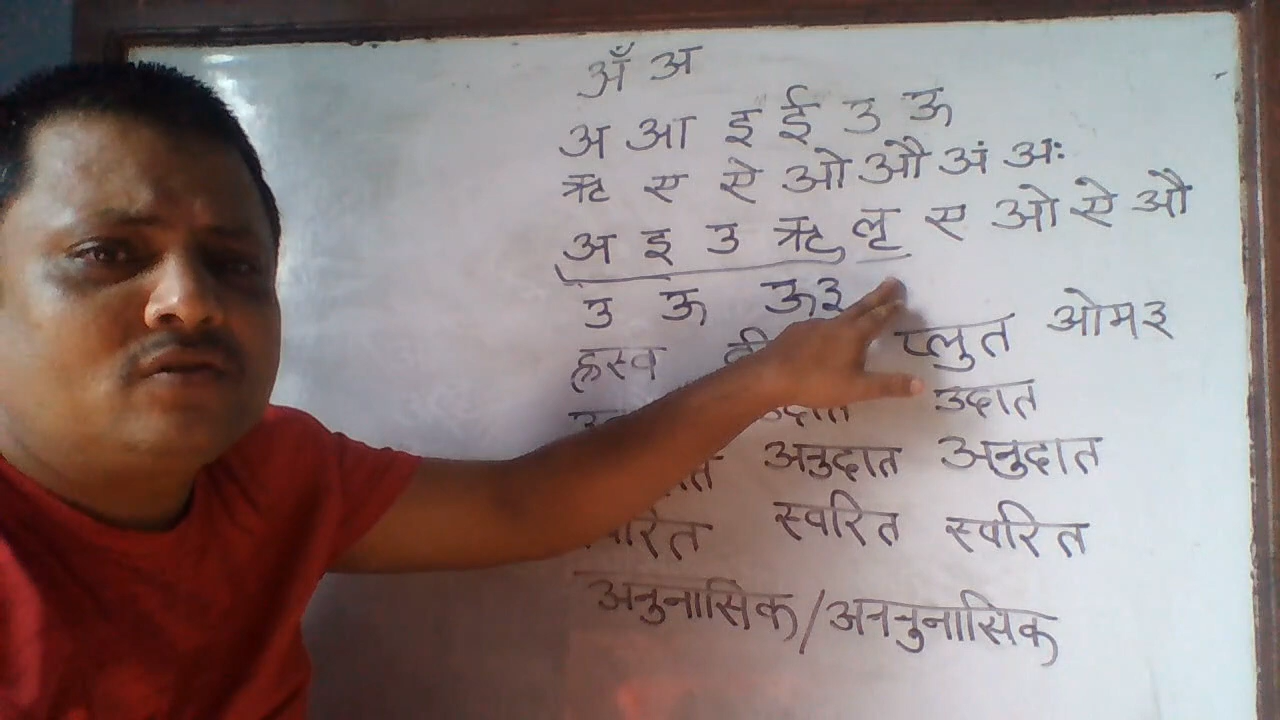 अँ अ
अ आ इ ई उ ऊ
ऋ ए ऐ ओ औ अं अः
अ इ उ ऋ लृ ए ओ ऐ औ
उ ऊ ऊ३
ह्रस्व प्लुत ओम३
उदात
अनुदात अनुदात
स्वरित स्वरित
अनुनासिक/अननुनासिक